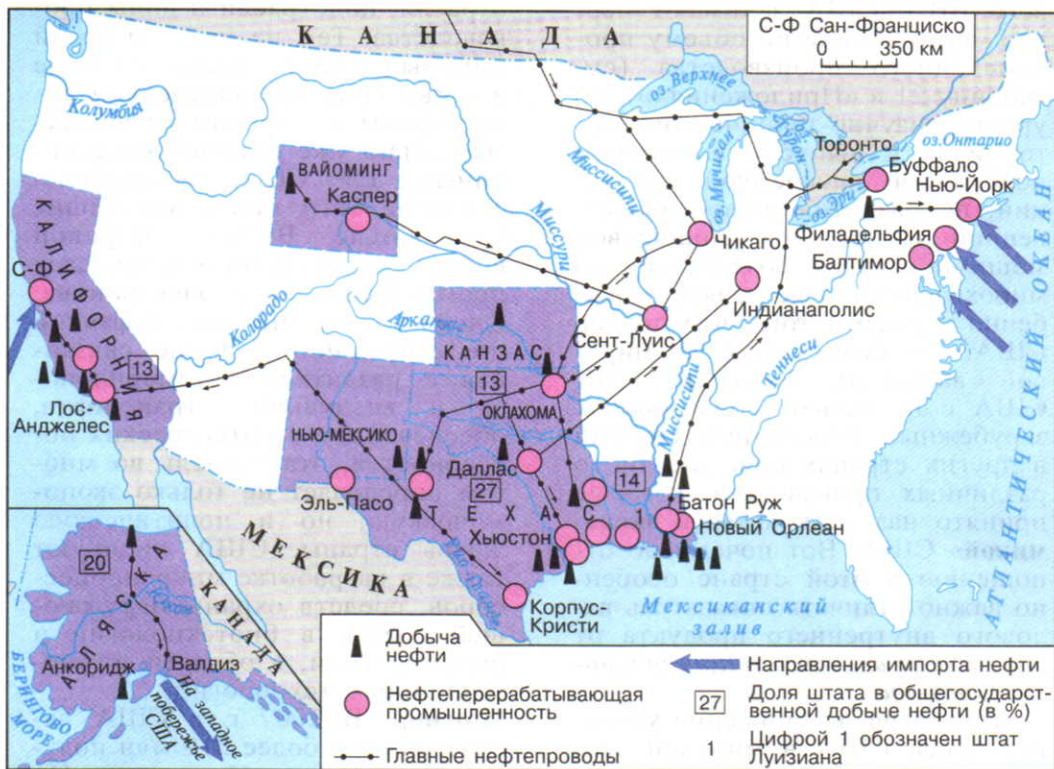 КАНАДА
С-Ф Сан-Франциско
0 350 км
оз. Верхнее
оз. Гурон
оз. Мичиган
оз. Эри
оз. Онтарио
Торонто
Буффало
Нью-Йорк
Филадельфия
Балтимор
АТЛАНТИЧЕСКИЙ ОКЕАН
Колумбия
ВАЙОМИНГ
Каспер
Миссури
Миссисипи
Чикаго
Индианаполис
Сент-Луис
КАЛИФОРНИЯ
С-Ф
13
Лос-
Анджелес
Колорадо
Арканзас
КАНЗАС
13
ОКЛАХОМА
Миссисипи
Теннеси
НЬЮ-МЕКСИКО
Эль-Пасо
Даллас
27
ТЕХАС
14
Хьюстон
Батон Руж
Новый Орлеан
Рио
Корпус-
Кристи
МЕКСИКА
Мексиканский
залив
20
АЛЯСКА
КАНАДА
Анкоридж
Валдиз
БЕРИНГОВО
МОРЕ
На западное
побережье
США
Добыча
нефти
Нефтеперерабатывающая
промышленность
Главные нефтепроводы
Направления импорта нефти
27
Доля штата в общегосударст-
венной добыче нефти (в %)
1
Цифрой 1 обозначен штат
Луизиана